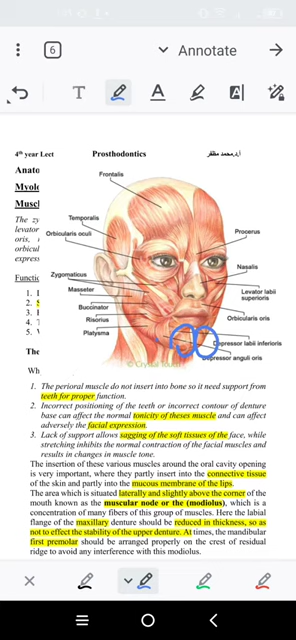 6
Annotate
T A A
4th year Lect Prosthodontics أ.د.محمد مظفر
Anato
Myolo
Muscl
The zy
levator
oris,
combin
express
Functio
1.
2. S
3.
4.
5.
The
Wh
Frontalis
Temporalis
Orbicularis oculi
Zygomaticus
Masseter
Buccinator
Risorius
Platysma
Procerus
Nasalis
Levator labii
superioris
Orbicularis oris
Depressor labii inferioris
Depressor anguli oris
© Crystal Touch
1. The perioral muscle do not insert into bone so it need support from
teeth for proper function.
2. Incorrect positioning of the teeth or incorrect contour of denture
base can affect the normal tonicity of theses muscle and can affect
adversely the facial expression.
3. Lack of support allows sagging of the soft tissues of the face, while
stretching inhibits the normal contraction of the facial muscles and
results in changes in muscle tone.
The insertion of these various muscles around the oral cavity opening
is very important, where they partly insert into the connective tissue
of the skin and partly into the mucous membrane of the lips.
The area which is situated laterally and slightly above the corner of the
mouth known as the muscular node or the (modiolus), which is a
concentration of many fibers of this group of muscles. Here the labial
flange of the maxillary denture should be reduced in thickness, so as
not to effect the stability of the upper denture. At times, the mandibular
first premolar should be arranged properly on the crest of residual
ridge to avoid any interference with this modiolus.